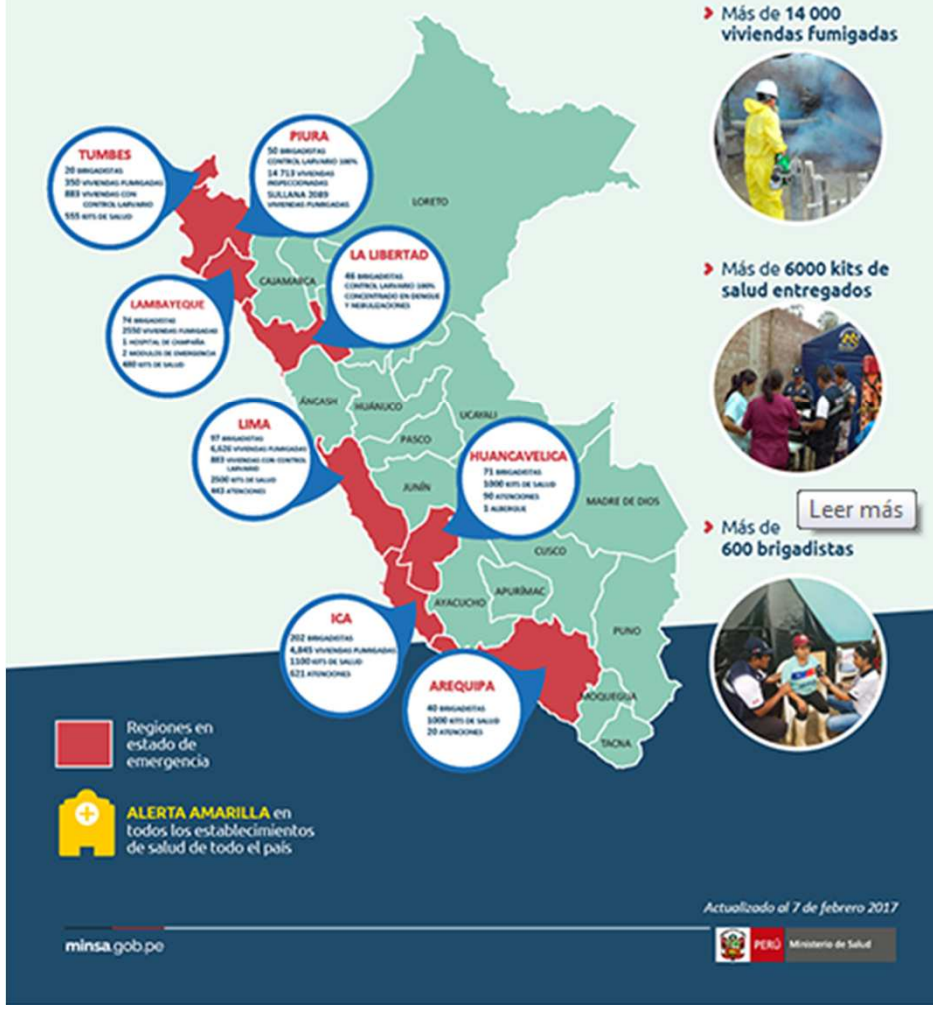 Más de 14 000
viviendas fumigadas
PIURA
50 BRIGADISTAS
CONTROL LARVARIO 100%
14 713 VIVIENDAS
INSPECCIONADAS
SULLANA 2089
VIVIENDAS FUMIGADAS
TUMBES
20 BRIGADISTAS
350 VIVIENDAS FUMIGADAS
883 VIVIENDAS CON
CONTROL LARVARIO
555 KITS DE SALUD
LORETO
LA LIBERTAD
46 BRIGADISTAS
CONTROL LARVARIO 100%
CONCENTRADO EN DENGUE
Y NEBULIZACIONES
CAJAMARCA
Más de 6000 kits de
salud entregados
LAMBAYEQUE
74 BRIGADISTAS
2550 VIVIENDAS FUMIGADAS
1 HOSPITAL DE CAMPAÑA
2 MODULOS DE EMERGENCIA
480 KITS DE SALUD
ÁNGASH
HUÁNUCO
UCAYALI
PASCO
LIMA
97 BRIGADISTAS
6,626 VIVIENDAS FUMIGADAS
883 VIVIENDAS CON CONTROL
LARVARIO
2500 KITS DE SALUD
443 ATENCIONES
HUANCAVELICA
71 BRIGADISTAS
1000 KITS DE SALUD
90 ATENCIONES
1 ALBERGUE
JUNÍN
MADRE DE DIOS
Leer más
Más de
600 brigadistas
CUSCO
APURÍMAC
AYACUCHO
PUNO
ICA
202 BRIGADISTAS
4,845 VIVIENDAS FUMIGADAS
1100 KITS DE SALUD
621 ATENCIONES
AREQUIPA
40 BRIGADISTAS
1000 KITS DE SALUD
20 ATENCIONES
MOQUEGUA
TACNA
Regiones en
estado de
emergencia
ALERTA AMARILLA en
todos los establecimientos
de salud de todo el país
Actualizado al 7 de febrero 2017
minsa.gob.pe
PERÚ Ministerio de Salud